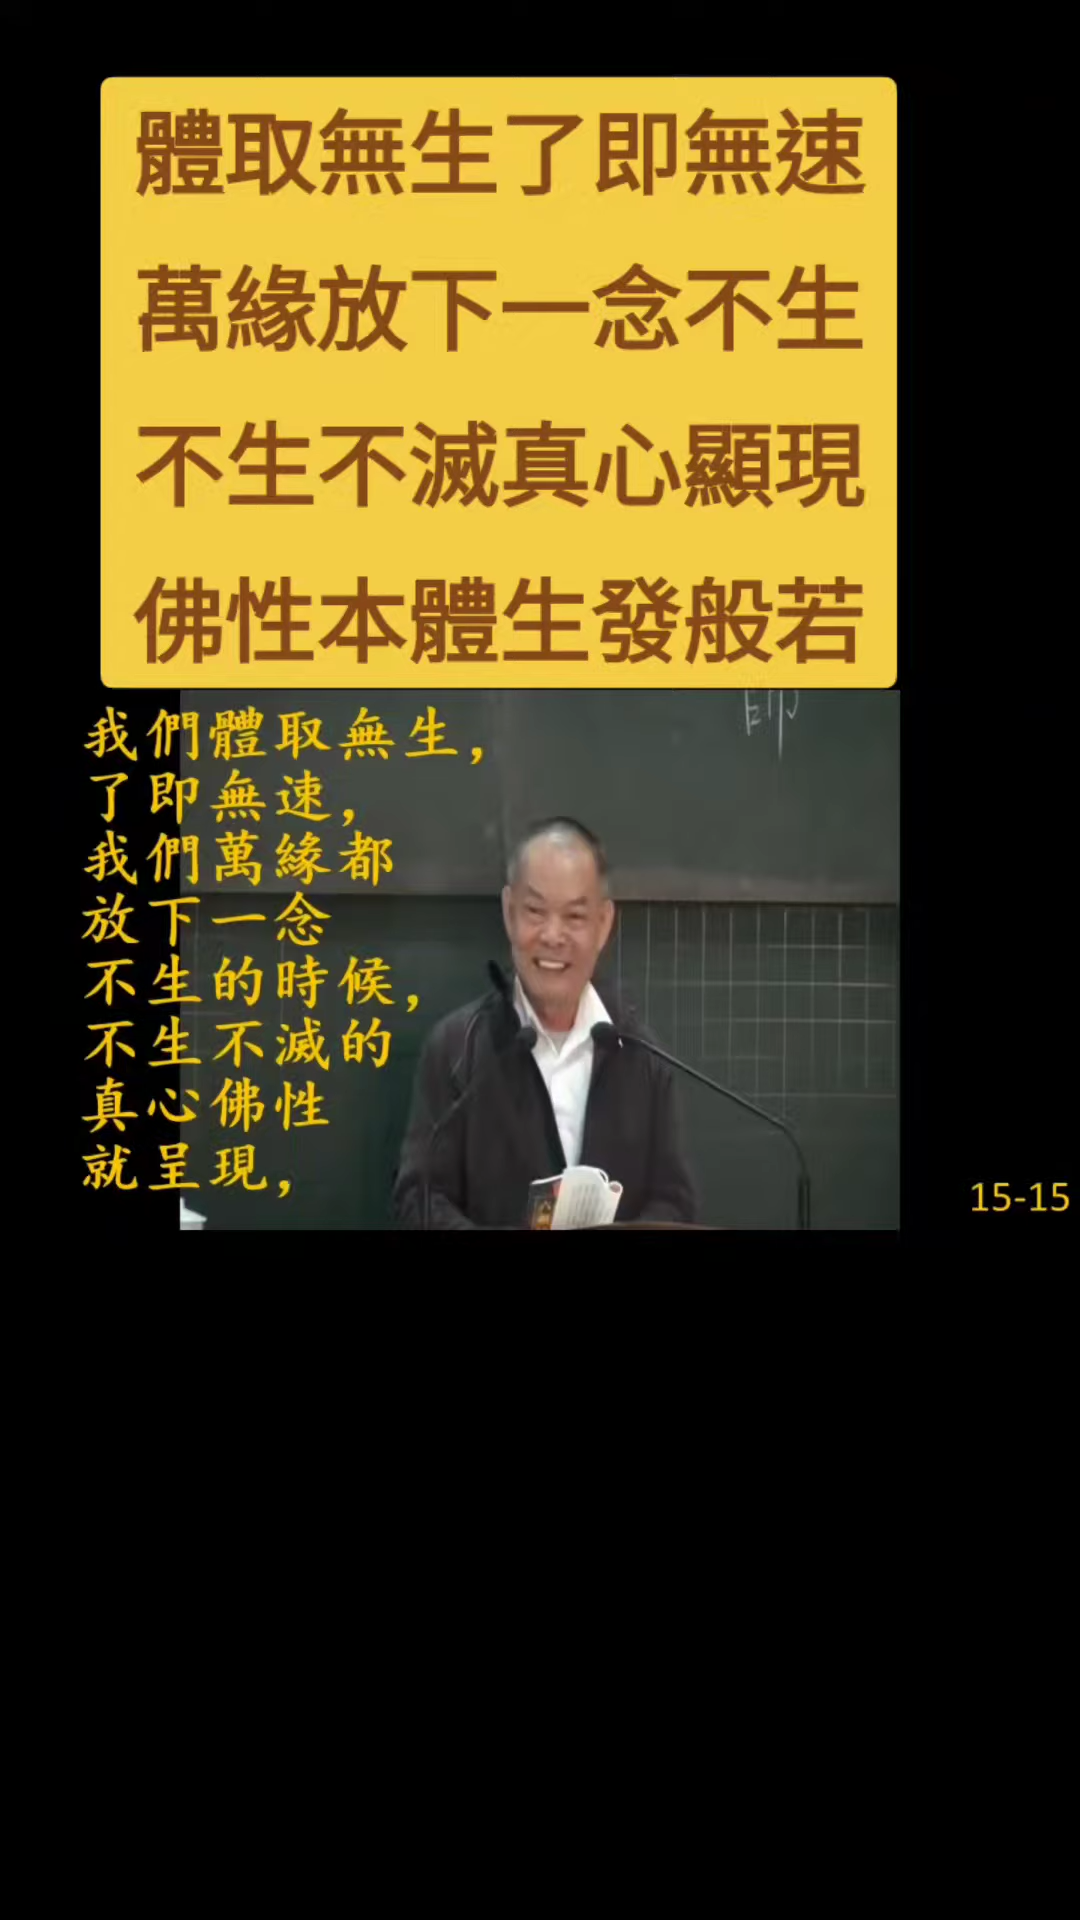 體取無生了即無速
萬緣放下一念不生
不生不滅真心顯現
佛性本體生發般若
我們體取無生，
了即無速，
我們萬緣都
放下一念
不生的時候，
不生不滅的
真心佛性
就呈現，
15-15